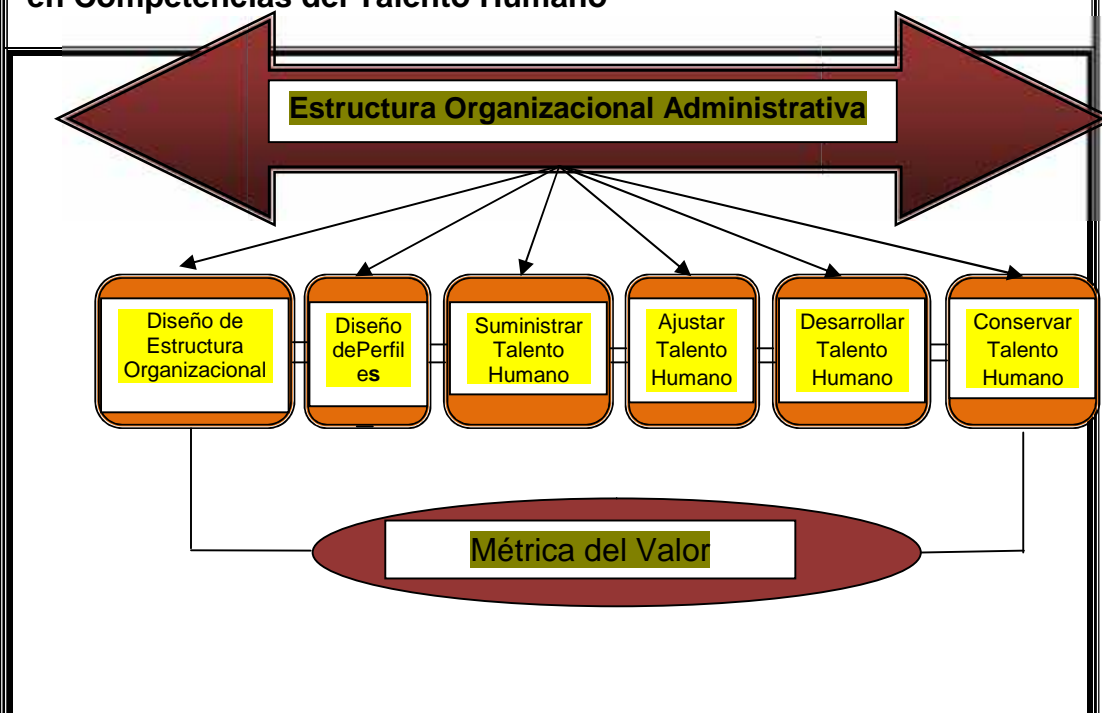 en Competencias del Talento Humano
Estructura Organizacional Administrativa
Diseño de
Estructura
Organizacional
Diseño
dePerfil
es
Suministrar
Talento
Humano
Ajustar
Talento
Humano
Desarrollar
Talento
Humano
Conservar
Talento
Humano
Métrica del Valor